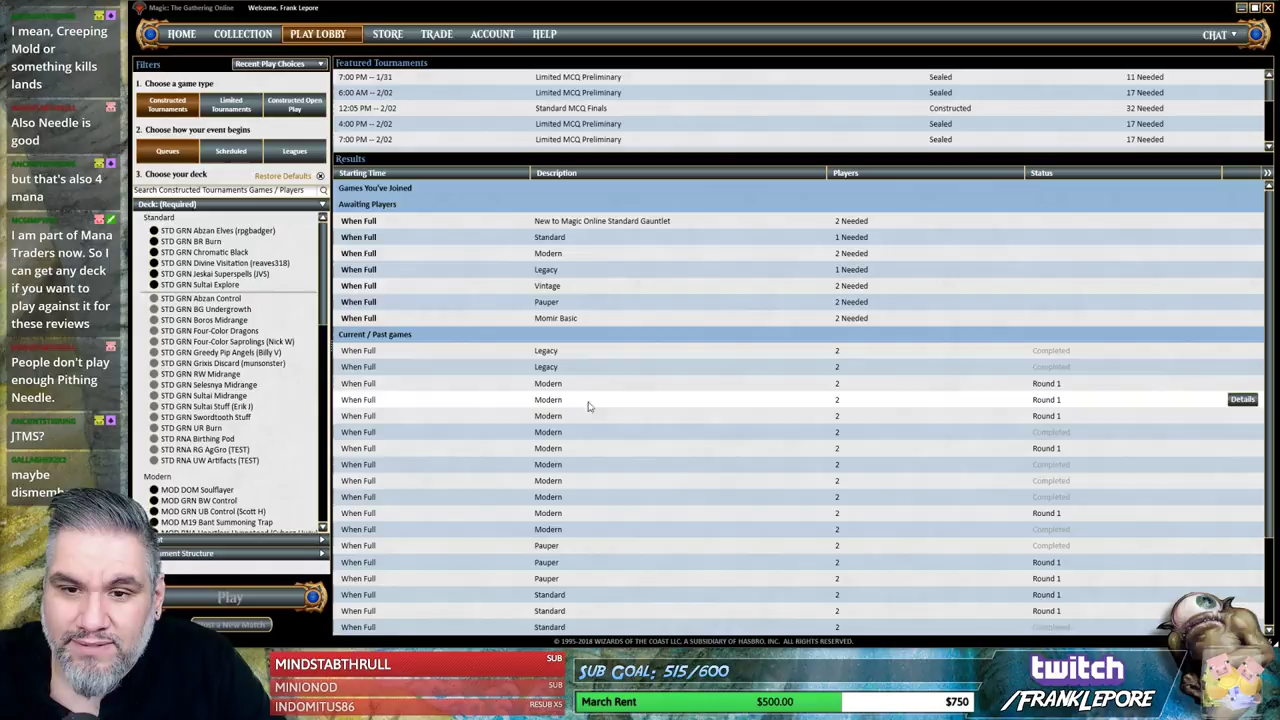 Magic: The Gathering Online
Welcome, Frank Lepore
HOME COLLECTION PLAY LOBBY STORE TRADE ACCOUNT HELP CHAT
I mean, Creeping
Mold or
something kills
lands
Also Needle is
good
but that's also 4
mana
I am part of Mana
Traders now. So I
can get any deck
if you want to
play against it for
these reviews
People don't play
enough Pithing
Needle.
JTMS?
maybe
dismemb
Filters
Recent Play Choices
1. Choose a game type
Constructed Tournaments
Limited Tournaments
Constructed Open Play
2. Choose how your event begins
Queues
Scheduled
Leagues
3. Choose your deck
Restore Defaults
Search Constructed Tournaments Games / Players
Deck: (Required)
Standard
STD GRN Abzan Elves (rpgbadger)
STD GRN BR Burn
STD GRN Chromatic Black
STD GRN Divine Visitation (reaves318)
STD GRN Jeskai Superspells (JVS)
STD GRN Sultai Explore
STD GRN Abzan Control
STD GRN BG Undergrowth
STD GRN Boros Midrange
STD GRN Four-Color Dragons
STD GRN Four-Color Saprolings (Nick W)
STD GRN Greedy Pip Angels (Billy V)
STD GRN Grixis Discard (munsonster)
STD GRN RW Midrange
STD GRN Selesnya Midrange
STD GRN Sultai Midrange
STD GRN Sultai Stuff (Erik J)
STD GRN Swordtooth Stuff
STD GRN UR Burn
STD RNA Birthing Pod
STD RNA RG AggRo (TEST)
STD RNA UW Artifacts (TEST)
Modern
MOD DOM Soulflayer
MOD GRN BW Control
MOD GRN UB Control (Scott H)
MOD M19 Bant Summoning Trap
Play
Featured Tournaments
7:00 PM -- 1/31 Limited MCQ Preliminary Sealed 11 Needed
6:00 AM -- 2/02 Limited MCQ Preliminary Sealed 17 Needed
12:05 PM -- 2/02 Standard MCQ Finals Constructed 32 Needed
4:00 PM -- 2/02 Limited MCQ Preliminary Sealed 17 Needed
7:00 PM -- 2/02 Limited MCQ Preliminary Sealed 17 Needed
Results
Starting Time Description Players Status
Games You've Joined
Awaiting Players
When Full New to Magic Online Standard Gauntlet 2 Needed
When Full Standard 1 Needed
When Full Modern 2 Needed
When Full Legacy 1 Needed
When Full Vintage 2 Needed
When Full Pauper 2 Needed
When Full Momir Basic 2 Needed
Current / Past games
When Full Legacy 2 Completed
When Full Legacy 2 Completed
When Full Modern 2 Round 1
When Full Modern 2 Round 1 Details
When Full Modern 2 Round 1
When Full Modern 2 Completed
When Full Modern 2 Round 1
When Full Modern 2 Completed
When Full Modern 2 Completed
When Full Modern 2 Completed
When Full Modern 2 Round 1
When Full Modern 2 Completed
When Full Pauper 2 Completed
When Full Pauper 2 Round 1
When Full Pauper 2 Round 1
When Full Standard 2 Round 1
When Full Standard 2 Round 1
When Full Standard 2 Completed
© 1995-2018 WIZARDS OF THE COAST LLC, A SUBSIDIARY OF HASBRO, INC. ALL RIGHTS RESERVED.
MINDSTABTHRULL SUB
MINIONOD SUB
INDOMITUS86 RESUB X5
SUB GOAL: 515/600
March Rent $500.00 $750
twitch
/FRANKLEPORE